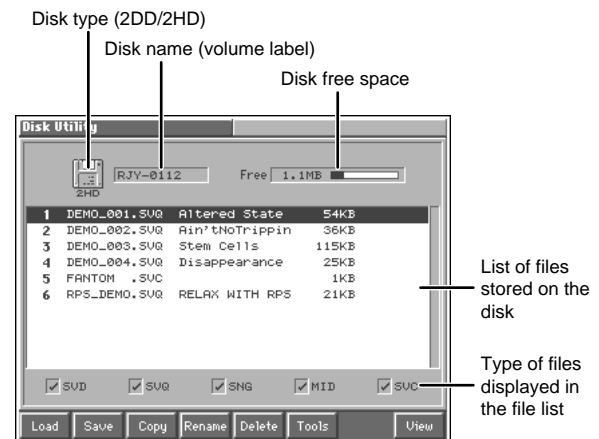 Disk type (2DD/2HD)
Disk name (volume label)
Disk free space
Disk Utility
2HD
RJY-0112
Free 1.1MB
1 DEMO_001.SVQ Altered State 54KB
2 DEMO_002.SVQ Ain'tNoTrippin 36KB
3 DEMO_003.SVQ Stem Cells 115KB
4 DEMO_004.SVQ Disappearance 25KB
5 FANTOM .SVC 1KB
6 RPS_DEMO.SVQ RELAX WITH RPS 21KB
List of files
stored on the
disk
SVD SVQ SNG MID SVC
Type of files
displayed in
the file list
Load Save Copy Rename Delete Tools View